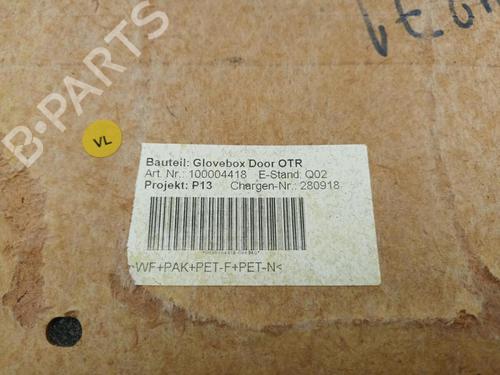 B-Parts
VL
Bauteil: Glovebox Door OTR
Art. Nr.: 100004418 E-Stand: Q02
Projekt: P13 Chargen-Nr.: 280918
WF+PAK+PET-F+PET-N<